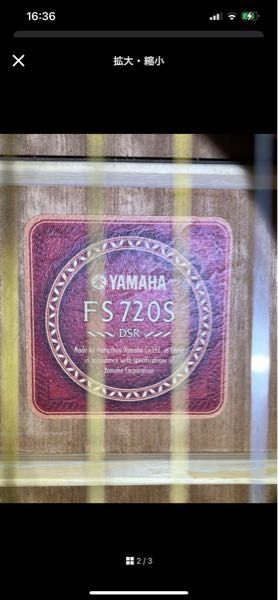 16:36
拡大・縮小
YAMAHA
FS720S
DSR
Made by Hangzhou Yamaha Co.Ltd. in China
in accordance with specifications of
Yamaha Corporation
2/3